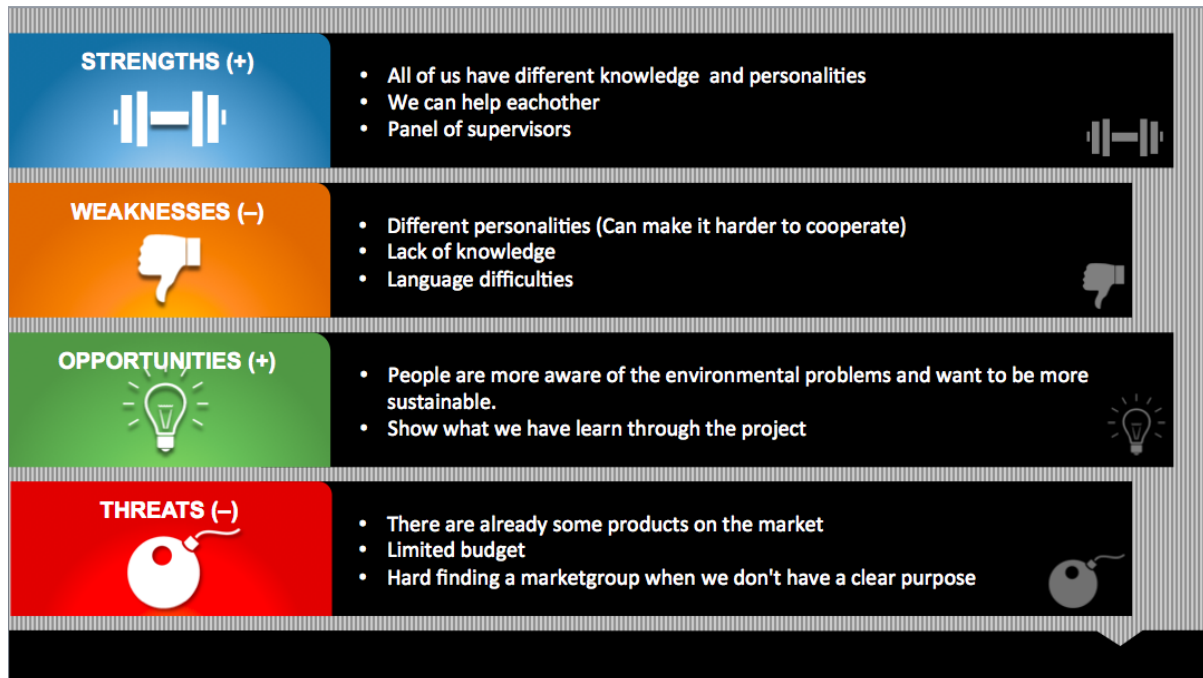 STRENGTHS (+)
• All of us have different knowledge and personalities
• We can help eachother
• Panel of supervisors
WEAKNESSES (–)
• Different personalities (Can make it harder to cooperate)
• Lack of knowledge
• Language difficulties
OPPORTUNITIES (+)
• People are more aware of the environmental problems and want to be more
sustainable.
• Show what we have learn through the project
THREATS (–)
• There are already some products on the market
• Limited budget
• Hard finding a marketgroup when we don't have a clear purpose